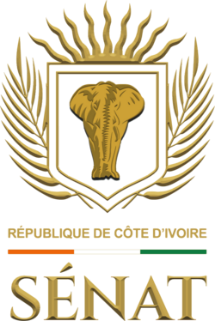 RÉPUBLIQUE DE CÔTE D'IVOIRE
SÉNAT